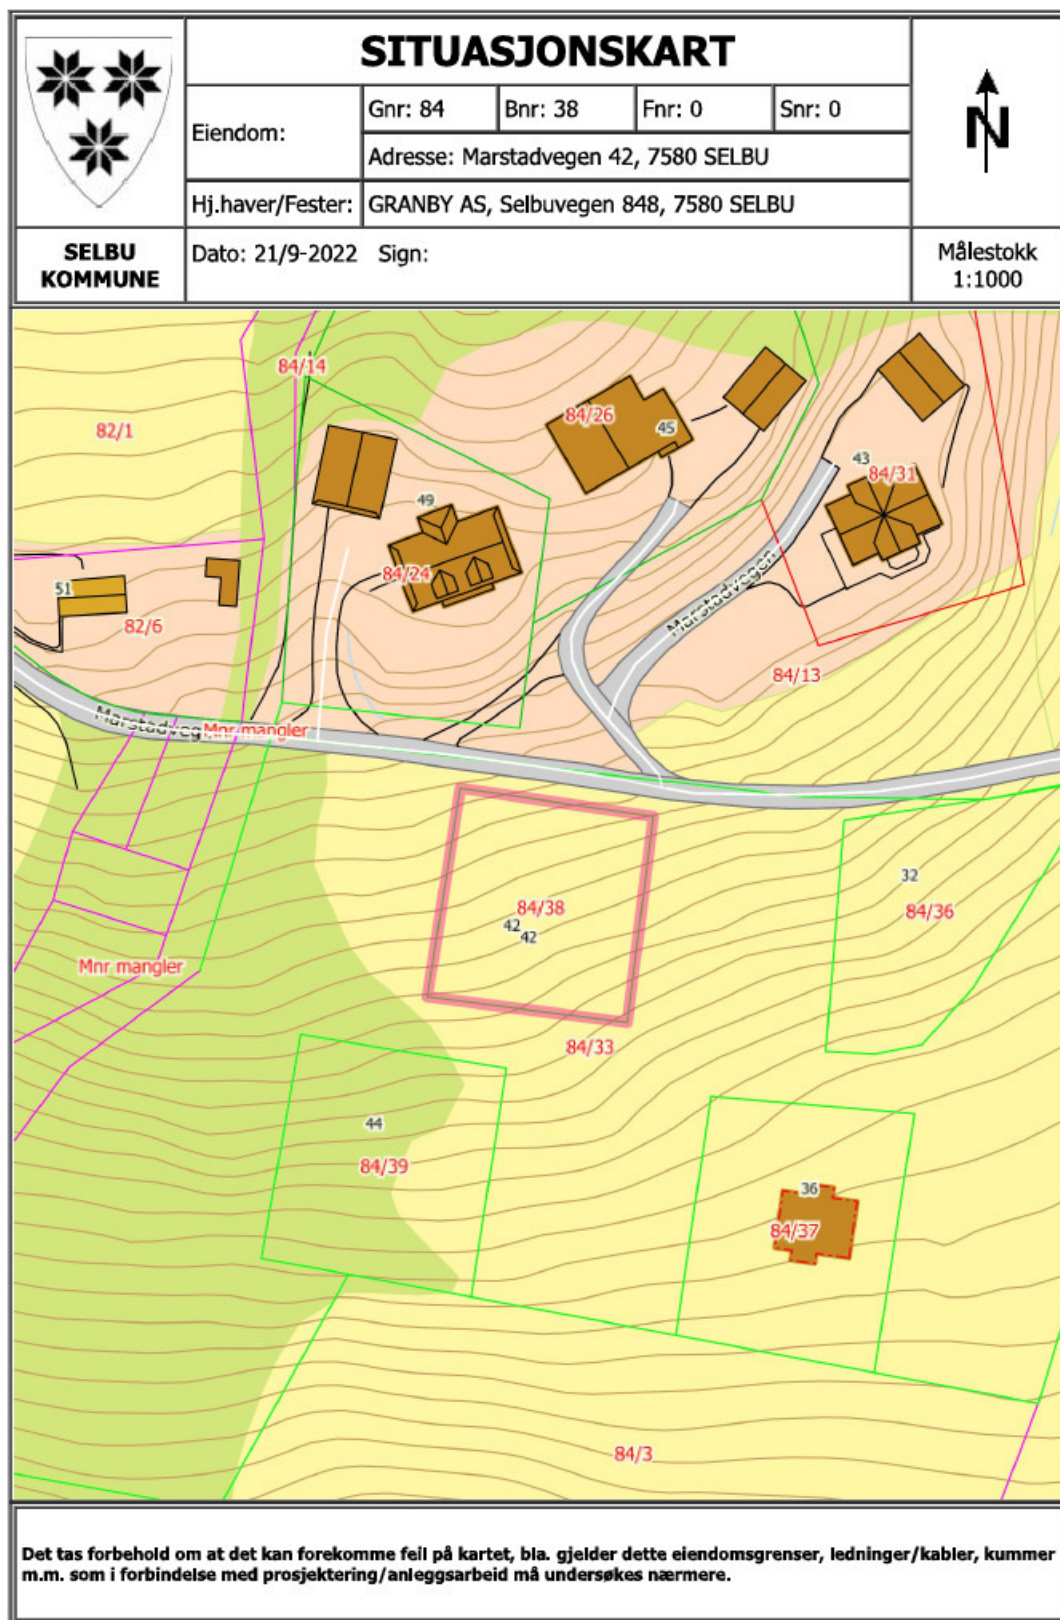 SITUASJONSKART
Eiendom:
Gnr: 84
Bnr: 38
Fnr: 0
Snr: 0
Adresse: Marstadvegen 42, 7580 SELBU
Hj.haver/Fester:
GRANBY AS, Selbuvegen 848, 7580 SELBU
N
SELBU
KOMMUNE
Dato: 21/9-2022 Sign:
Målestokk
1:1000
84/14
82/1
84/26
45
43
84/31
49
84/24
51
82/6
Marstadvegen
84/13
Mnr mangler
32
84/36
84/38
42
42
Mnr mangler
84/33
44
84/39
36
84/37
84/3
Det tas forbehold om at det kan forekomme feil på kartet, bla. gjelder dette eiendomsgrenser, ledninger/kabler, kummer
m.m. som i forbindelse med prosjektering/anleggsarbeid må undersøkes nærmere.